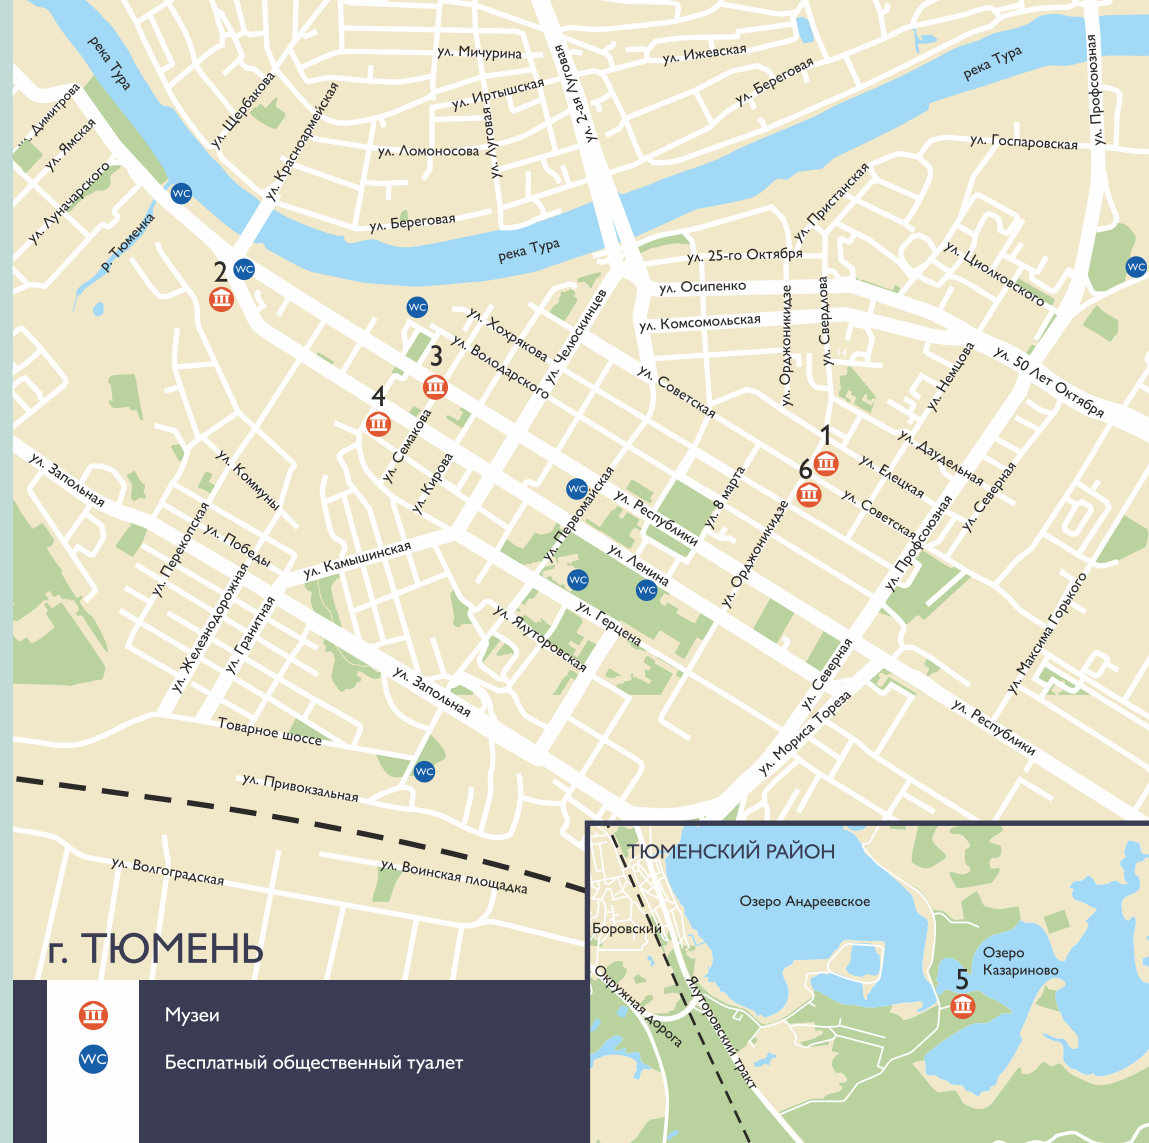 река Тура
ул. Мичурина
ул. 2-ая Луговая
ул. Ижевская
река Тура
ул. Профсоюзная
ул. Димитрова
ул. Щербакова
ул. Красноармейская
ул. Иртышская
ул. Береговая
ул. Ямская
ул. Луговая
ул. Ломоносова
ул. Госпаровская
ул. Луначарского
WC
ул. Пристанская
р. Тюменка
ул. Береговая
река Тура
ул. 25-го Октября
ул. Циолковского
WC
2
WC
ул. Осипенко
WC
ул. Хохрякова
ул. Челюскинцев
ул. Комсомольская
ул. Орджоникидзе
ул. Свердлова
3
ул. Володарского
ул. Немцова
ул. 50 Лет Октября
4
ул. Советская
ул. Семакова
1
ул. Даудельная
ул. Запольная
ул. Коммуны
ул. Кирова
6
ул. Елецкая
WC
ул. Республики
ул. 8 марта
ул. Советская
ул. Северная
ул. Первомайская
ул. Перекопская
ул. Победы
ул. Камышинская
ул. Ленина
ул. Орджоникидзе
ул. Профсоюзная
WC
WC
ул. Железнодорожная
ул. Гранитная
ул. Ялуторовская
ул. Герцена
ул. Максима Горького
ул. Запольная
ул. Северная
ул. Мориса Тореза
ул. Республики
Товарное шоссе
WC
ул. Привокзальная
ул. Волгоградская
ул. Воинская площадка
г. ТЮМЕНЬ
Музеи
WC
Бесплатный общественный туалет
ТЮМЕНСКИЙ РАЙОН
Озеро Андреевское
Боровский
Озеро
Казариново
5
Окружная дорога
Ялуторовский тракт